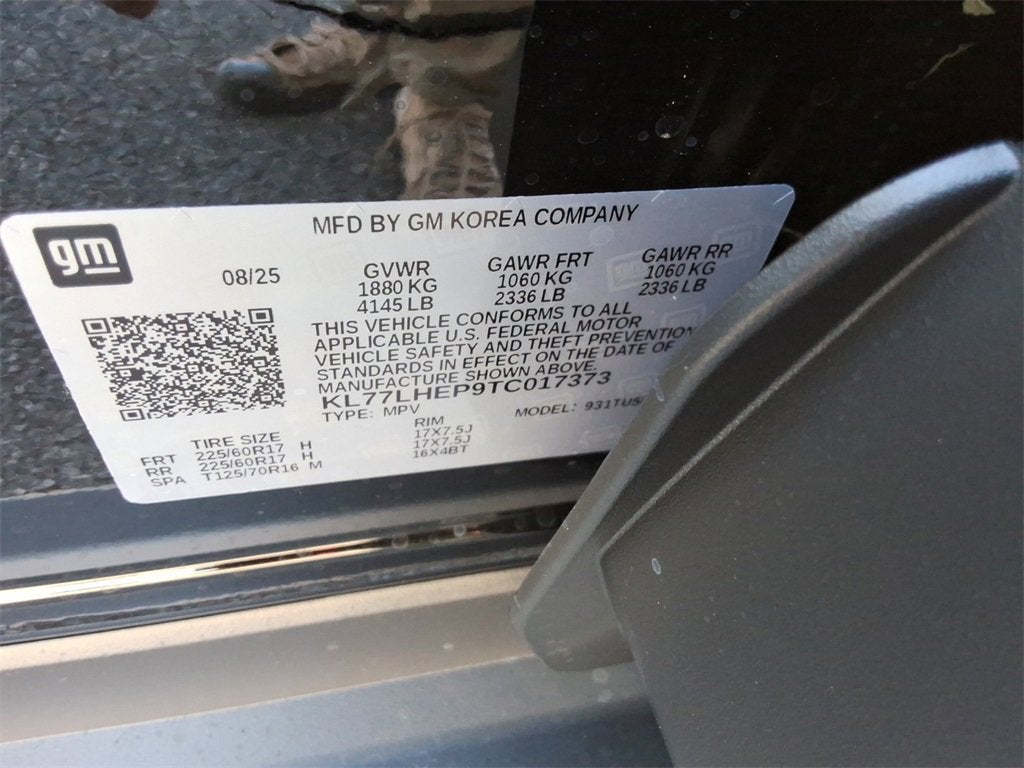 gm
MFD BY GM KOREA COMPANY
08/25
GVWR
1880 KG
4145 LB
GAWR FRT
1060 KG
2336 LB
GAWR RR
1060 KG
2336 LB
THIS VEHICLE CONFORMS TO ALL
APPLICABLE U.S. FEDERAL MOTOR
VEHICLE SAFETY AND THEFT PREVENTION
STANDARDS IN EFFECT ON THE DATE OF
MANUFACTURE SHOWN ABOVE.
KL77LHEP9TC017373
TYPE: MPV MODEL:
TIRE SIZE RIM
FRT 225/60R17 H 17X7.5J
RR 225/60R17 H 17X7.5J
SPA T125/70R16 M 16X4BT